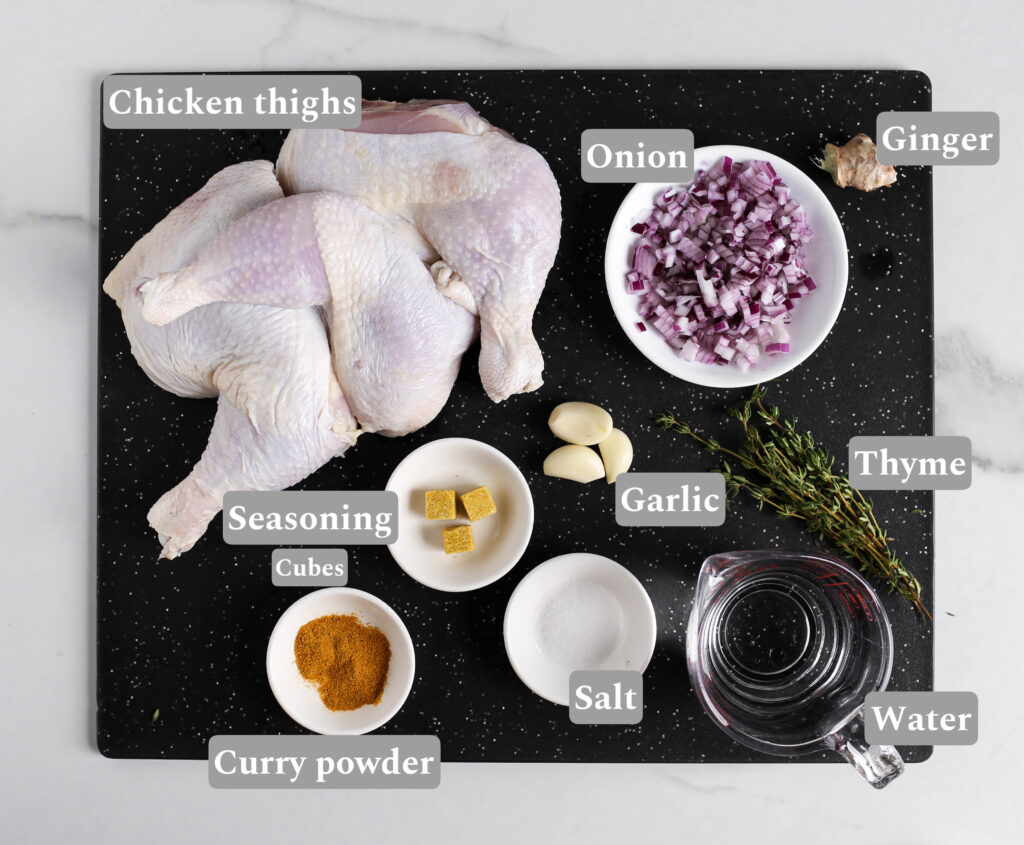 Chicken thighs
Onion
Ginger
Thyme
Garlic
Seasoning
Cubes
Salt
Water
Curry powder